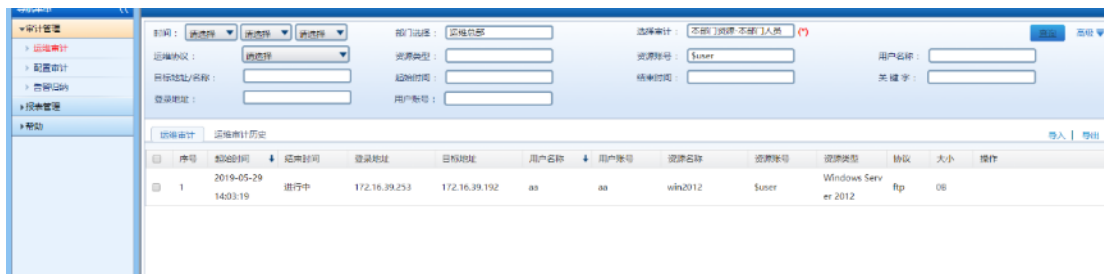 审计管理
运维审计
配置审计
告警归纳
报表管理
帮助
时间： 请选择 请选择 请选择 部门选择： 运维总部 选择审计： 本部门资源-本部门人员 (*) 查询 高级
运维协议： 请选择 资源类型： 资源账号： $user 用户名称：
目标地址/名称： 起始时间： 结束时间： 关键字：
登录地址： 用户账号：
运维审计 运维审计历史 导入 | 导出
序号 起始时间 结束时间 登录地址 目标地址 用户名称 用户账号 资源名称 资源账号 资源类型 协议 大小 操作
1 2019-05-29 进行中 172.16.39.253 172.16.39.192 aa aa win2012 $user Windows Serv ftp 0B
14:03:19 er 2012